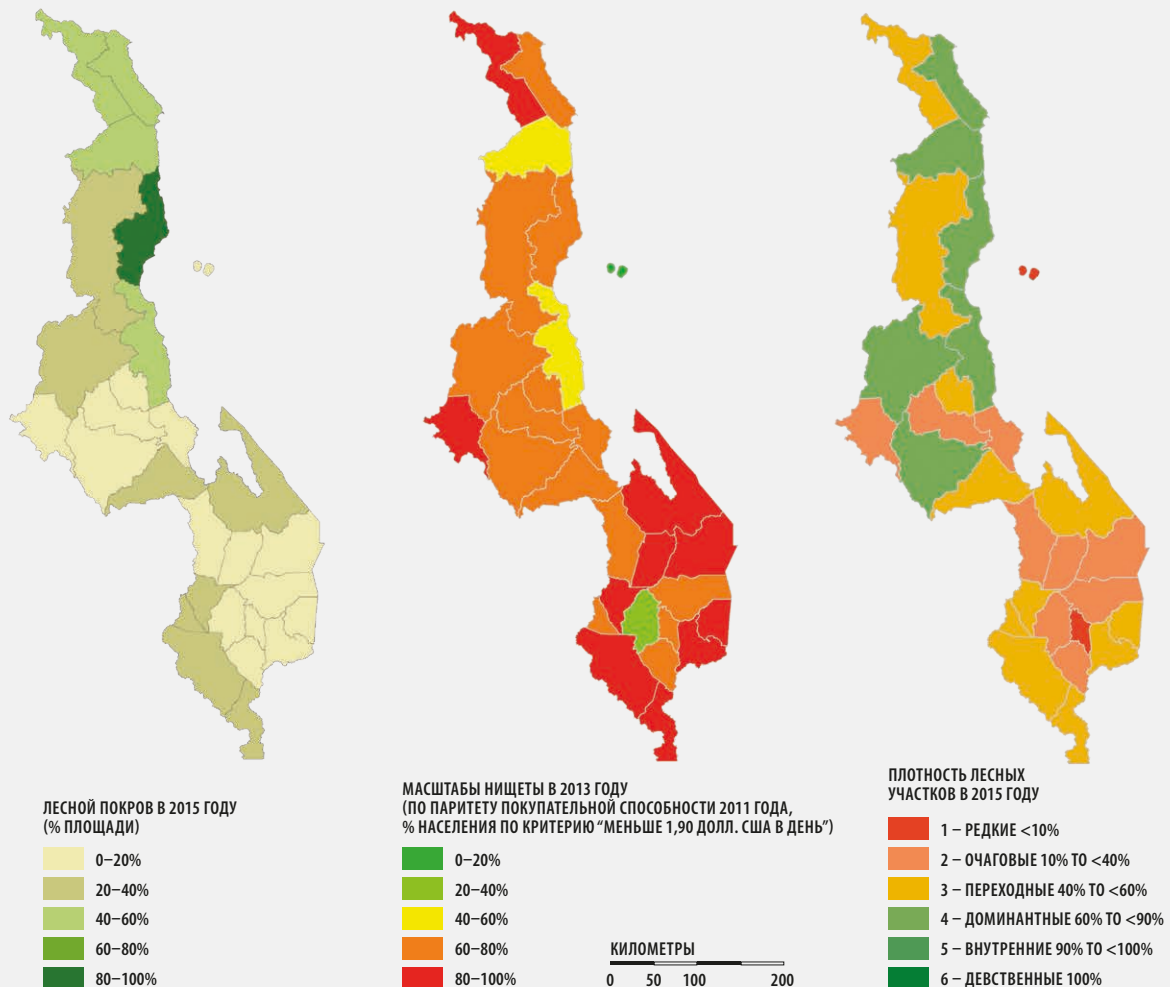 ЛЕСНОЙ ПОКРОВ В 2015 ГОДУ
(% ПЛОЩАДИ)
0–20%
20–40%
40–60%
60–80%
80–100%
МАСШТАБЫ НИЩЕТЫ В 2013 ГОДУ
(ПО ПАРИТЕТУ ПОКУПАТЕЛЬНОЙ СПОСОБНОСТИ 2011 ГОДА,
% НАСЕЛЕНИЯ ПО КРИТЕРИЮ “МЕНЬШЕ 1,90 ДОЛЛ. США В ДЕНЬ”)
0–20%
20–40%
40–60%
60–80%
80–100%
КИЛОМЕТРЫ
0 50 100 200
ПЛОТНОСТЬ ЛЕСНЫХ
УЧАСТКОВ В 2015 ГОДУ
1 – РЕДКИЕ <10%
2 – ОЧАГОВЫЕ 10% TO <40%
3 – ПЕРЕХОДНЫЕ 40% TO <60%
4 – ДОМИНАНТНЫЕ 60% TO <90%
5 – ВНУТРЕННИЕ 90% TO <100%
6 – ДЕВСТВЕННЫЕ 100%